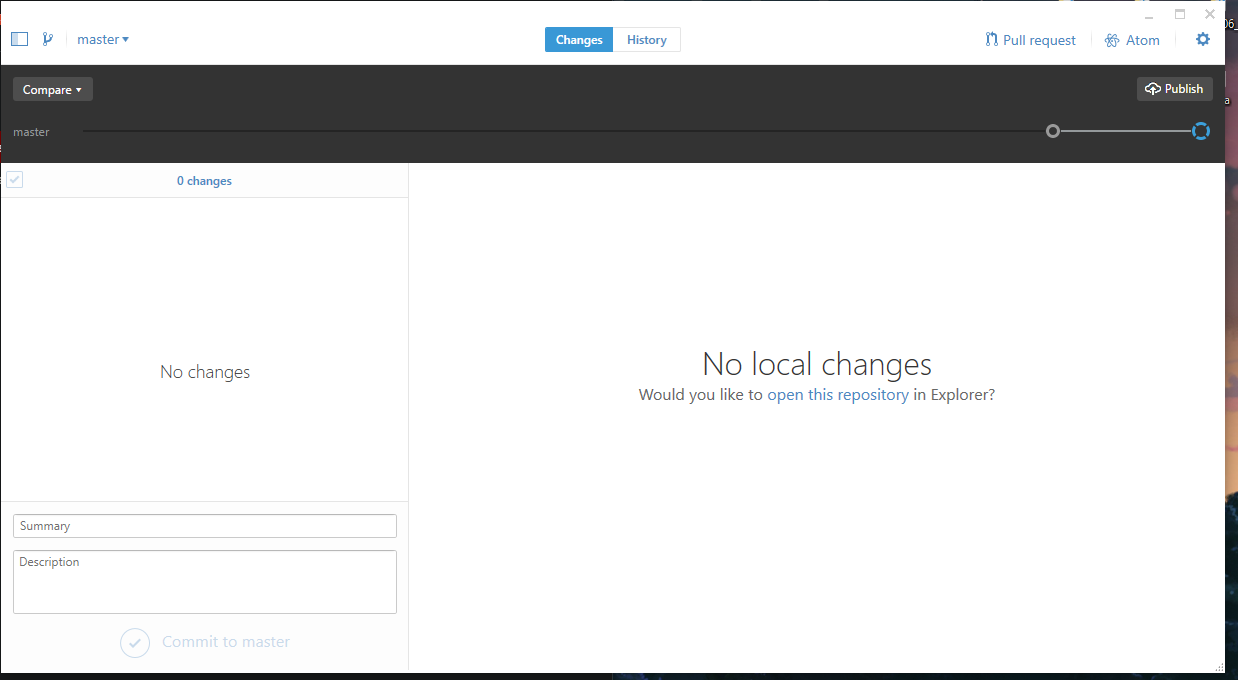 master
Changes
History
Pull request
Atom
Compare
Publish
master
0 changes
No changes
No local changes
Would you like to open this repository in Explorer?
Summary
Description
Commit to master